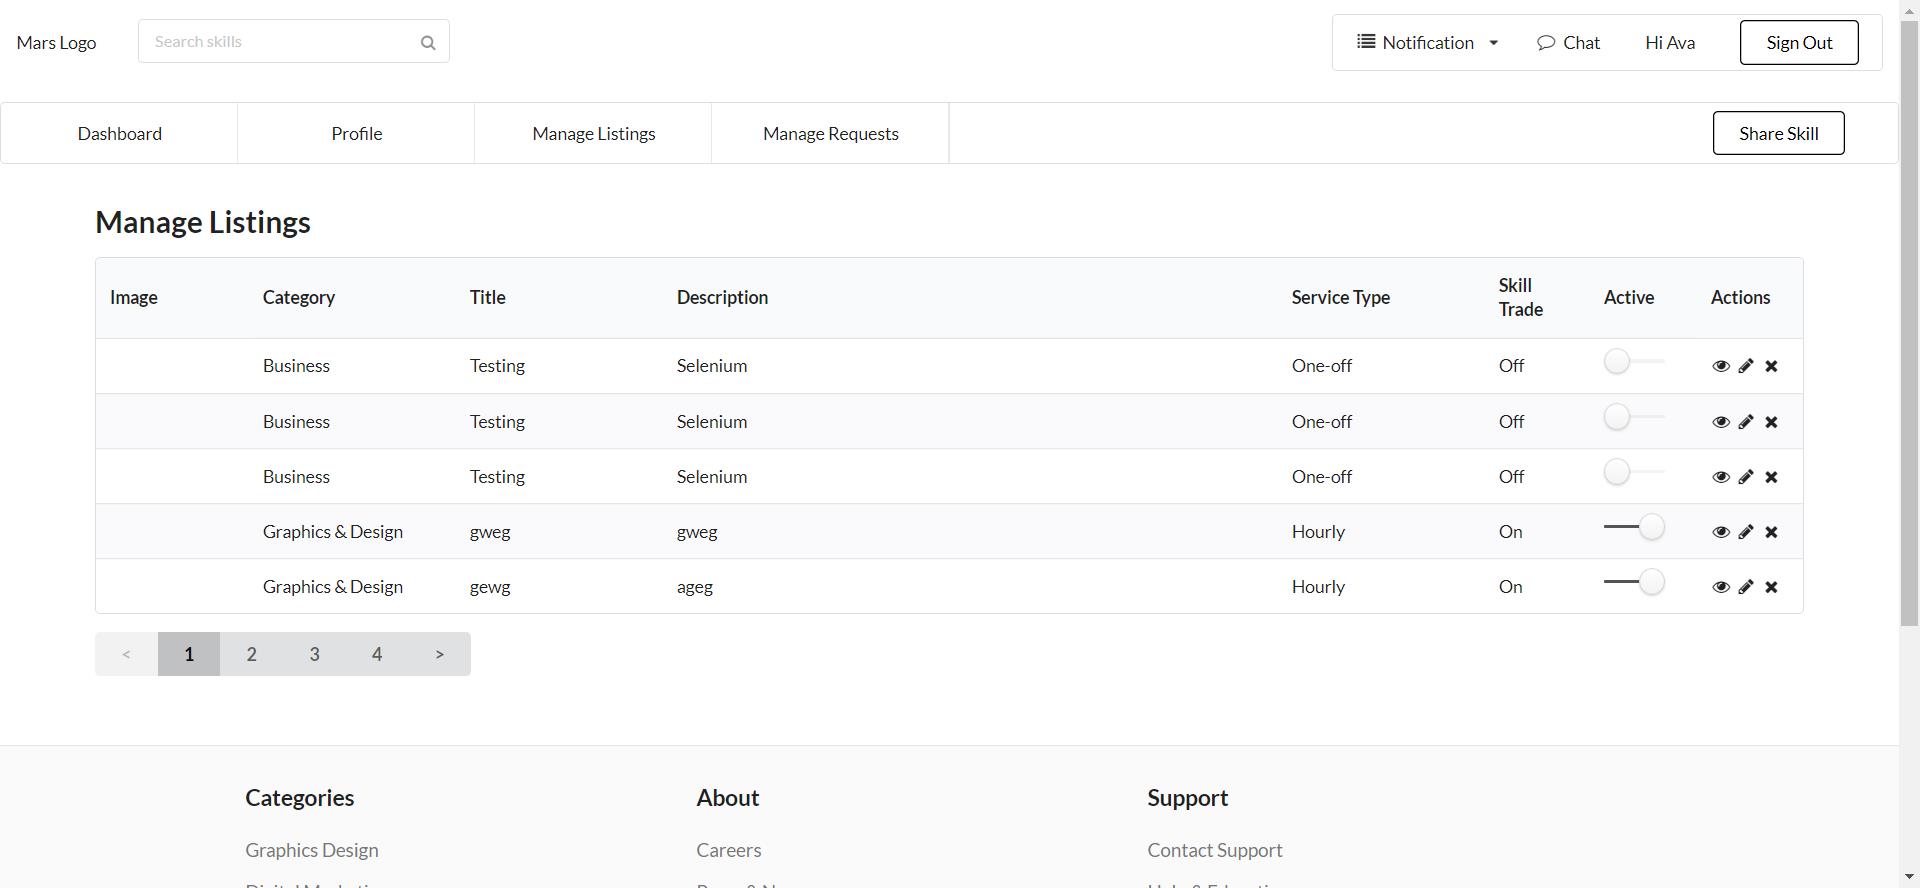 Mars Logo
Search skills
Notification
Chat
Hi Ava
Sign Out
Dashboard
Profile
Manage Listings
Manage Requests
Share Skill
Manage Listings
Image Category Title Description Service Type Skill Trade Active Actions
Business Testing Selenium One-off Off
Business Testing Selenium One-off Off
Business Testing Selenium One-off Off
Graphics & Design gweg gweg Hourly On
Graphics & Design gewg ageg Hourly On
< 1 2 3 4 >
Categories About Support
Graphics Design Careers Contact Support